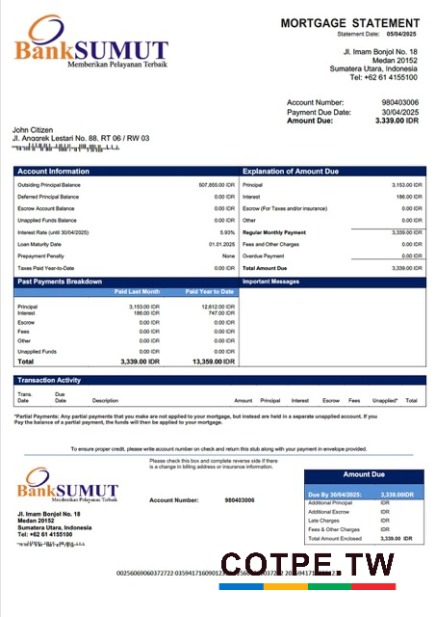 BankSUMUT
Memberikan Pelayanan Terbaik
MORTGAGE STATEMENT
Statement Date: 05/04/2025
Jl. Imam Bonjol No. 18
Medan 20152
Sumatera Utara, Indonesia
Tel: +62 61 4155100
Account Number: 980403006
Payment Due Date: 30/04/2025
Amount Due: 3.339.00 IDR
John Citizen
Jl. Anggrek Lestari No. 88, RT 06 / RW 03
Account Information
Outsiding Principal Balance 507,855.00 IDR
Deferred Principal Balance 0.00 IDR
Escrow Account Balance 0.00 IDR
Unapplied Funds Balance 0.00 IDR
Interest Rate (until 30/04/2025) 5.93%
Loan Maturity Date 01.01.2025
Prepayment Penalty None
Taxes Paid Year-to-Date 0.00 IDR
Explanation of Amount Due
Principal 3,153.00 IDR
Interest 186.00 IDR
Escrow (For Taxes and/or insurance) 0.00 IDR
Other 0.00 IDR
Regular Monthly Payment 3,339.00 IDR
Fees and Other Charges 0.00 IDR
Overdue Payment 0.00 IDR
Total Amount Due 3,339.00 IDR
Past Payments Breakdown
Paid Last Month Paid Year to Date
Principal 3,153.00 IDR 12,612.00 IDR
Interest 186.00 IDR 747.00 IDR
Escrow 0.00 IDR 0.00 IDR
Fees 0.00 IDR 0.00 IDR
Other 0.00 IDR 0.00 IDR
Unapplied Funds 0.00 IDR 0.00 IDR
Total 3,339.00 IDR 13,359.00 IDR
Important Messages
Transaction Activity
Trans. Date Due Date Description Amount Principal Interest Escrow Fees Unapplied* Total
*Partial Payments: Any partial payments that you make are not applied to your mortgage, but instead are held in a separate unapplied account. If you
Pay the balance of a partial payment, the funds will then be applied to your mortgage.
To ensure proper credit, please write account number on check and return this stub along with your payment in envelope provided.
Please check this box and complete reverse side if there
is a change in billing address or insurance information.
BankSUMUT
Memberikan Pelayanan Terbaik
Account Number: 980403006
Jl. Imam Bonjol No. 18
Medan 20152
Sumatera Utara, Indonesia
Tel: +62 61 4155100
Amount Due
Due By 30/04/2025: 3,339.00IDR
Additional Principal IDR
Additional Escrow IDR
Late Charges IDR
Fees & Other Charges IDR
Total Amount Enclosed 3,339.00 IDR
COTPE.TW